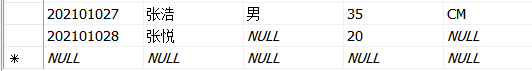 202101027 张浩 男 35 CM
202101028 张悦 NULL 20 NULL
* NULL NULL NULL NULL NULL